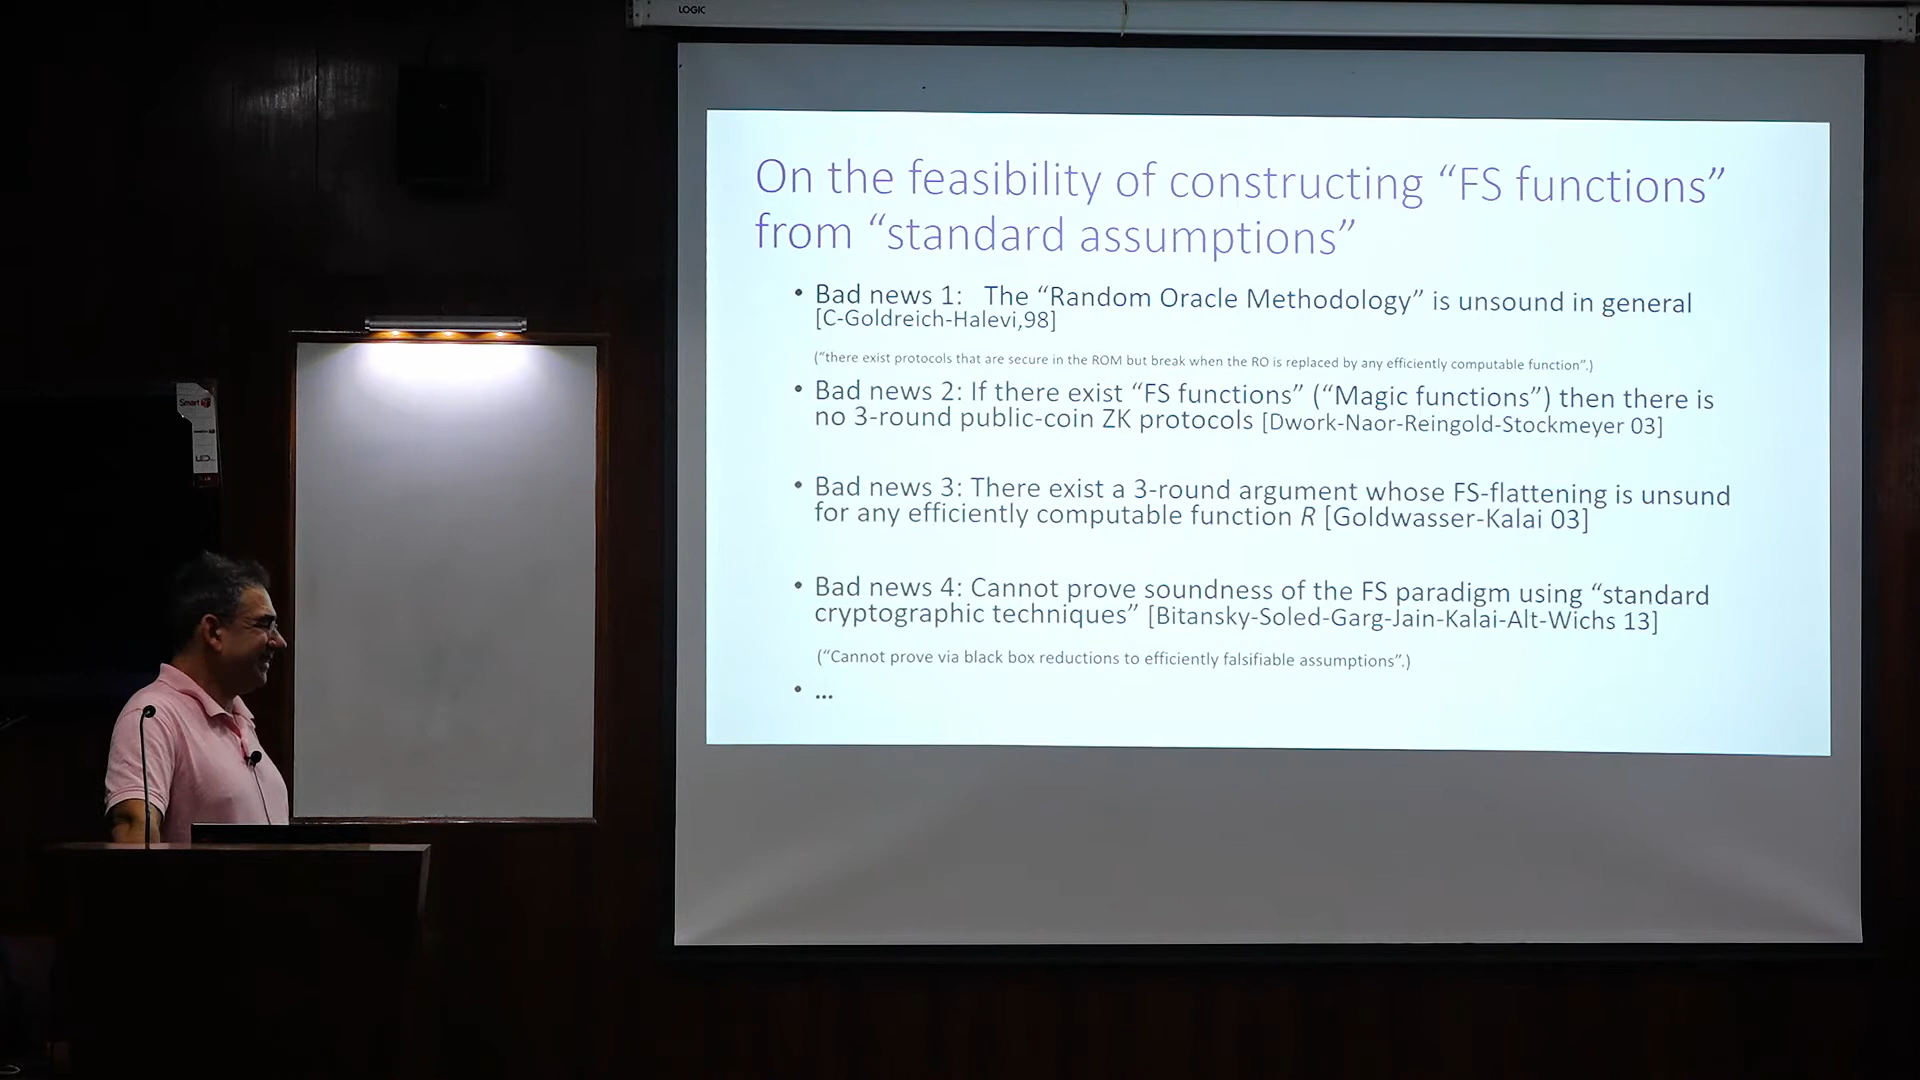 LOGIC
On the feasibility of constructing “FS functions”
from “standard assumptions”
• Bad news 1: The “Random Oracle Methodology” is unsound in general
[C-Goldreich-Halevi,98]
(“there exist protocols that are secure in the ROM but break when the RO is replaced by any efficiently computable function”.)
• Bad news 2: If there exist “FS functions” (“Magic functions”) then there is
no 3-round public-coin ZK protocols [Dwork-Naor-Reingold-Stockmeyer 03]
• Bad news 3: There exist a 3-round argument whose FS-flattening is unsund
for any efficiently computable function R [Goldwasser-Kalai 03]
• Bad news 4: Cannot prove soundness of the FS paradigm using “standard
cryptographic techniques” [Bitansky-Soled-Garg-Jain-Kalai-Alt-Wichs 13]
(“Cannot prove via black box reductions to efficiently falsifiable assumptions”.)
• ...
Smart